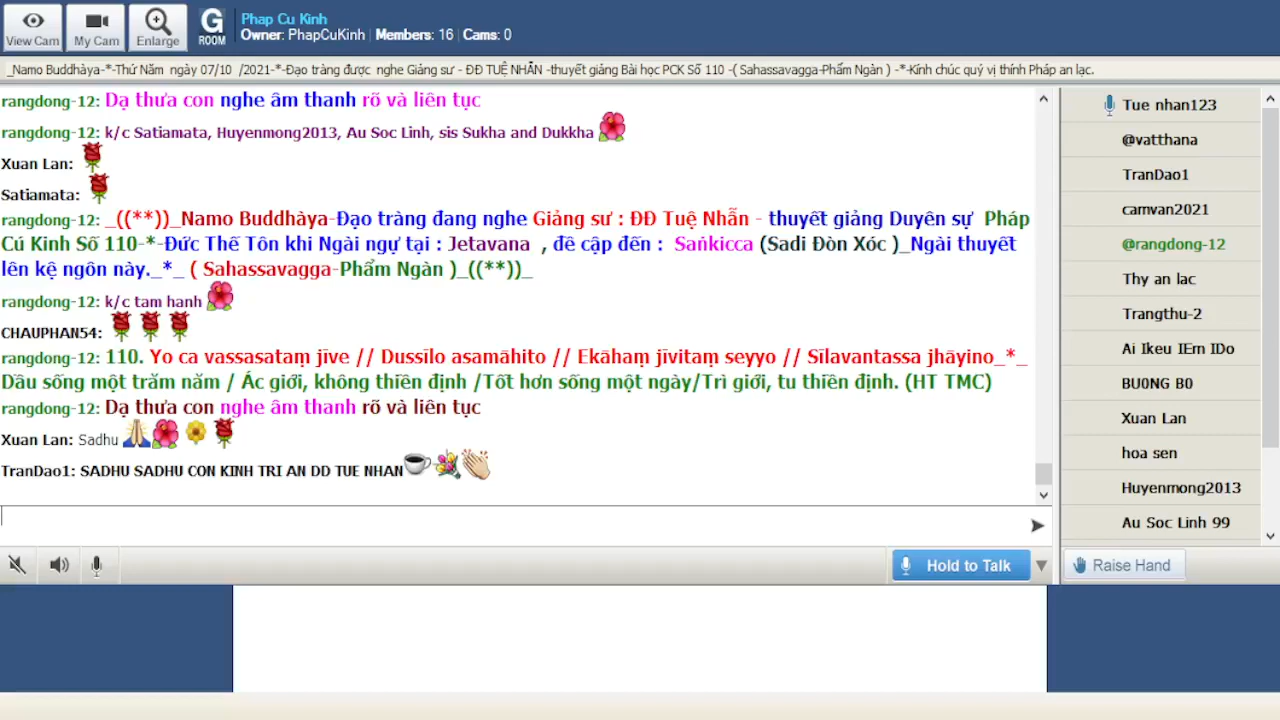 View Cam
My Cam
Enlarge
G ROOM
Phap Cu Kinh
Owner: PhapCuKinh | Members: 16 | Cams: 0
_Namo Buddhàya-*-Thứ Năm ngày 07/10 /2021-*-Đạo tràng được nghe Giảng sư - ĐĐ TUỆ NHẪN -thuyết giảng Bài học PCK Số 110 -( Sahassavagga-Phẩm Ngàn ) -*-Kính chúc quý vị thính Pháp an lạc.
rangdong-12: Dạ thưa con nghe âm thanh rõ và liên tục
rangdong-12: k/c Satiamata, Huyenmong2013, Au Soc Linh, sis Sukha and Dukkha
Xuan Lan:
Satiamata:
rangdong-12: _((**))_Namo Buddhàya-Đạo tràng đang nghe Giảng sư : ĐĐ Tuệ Nhẫn - thuyết giảng Duyên sự Pháp
Cú Kinh Số 110-*-Đức Thế Tôn khi Ngài ngự tại : Jetavana , đề cập đến : Saṅkicca (Sadi Đòn Xóc )_Ngài thuyết
lên kệ ngôn này._*_ ( Sahassavagga-Phẩm Ngàn )_((**))_
rangdong-12: k/c tam hanh
CHAUPHAN54:
rangdong-12: 110. Yo ca vassasataṃ jīve // Dussīlo asamāhito // Ekāhaṃ jīvitaṃ seyyo // Sīlavantassa jhāyino_*_
Dầu sống một trăm năm / Ác giới, không thiền định /Tốt hơn sống một ngày/Trì giới, tu thiền định. (HT TMC)
rangdong-12: Dạ thưa con nghe âm thanh rõ và liên tục
Xuan Lan: Sadhu
TranDao1: SADHU SADHU CON KINH TRI AN DD TUE NHAN
Tue nhan123
@vatthana
TranDao1
camvan2021
@rangdong-12
Thy an lac
Trangthu-2
Ai Ikeu IEm IDo
BU0NG B0
Xuan Lan
hoa sen
Huyenmong2013
Au Soc Linh 99
Hold to Talk
Raise Hand